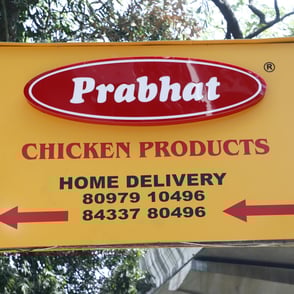 Prabhat ®
CHICKEN PRODUCTS
HOME DELIVERY
80979 10496
84337 80496